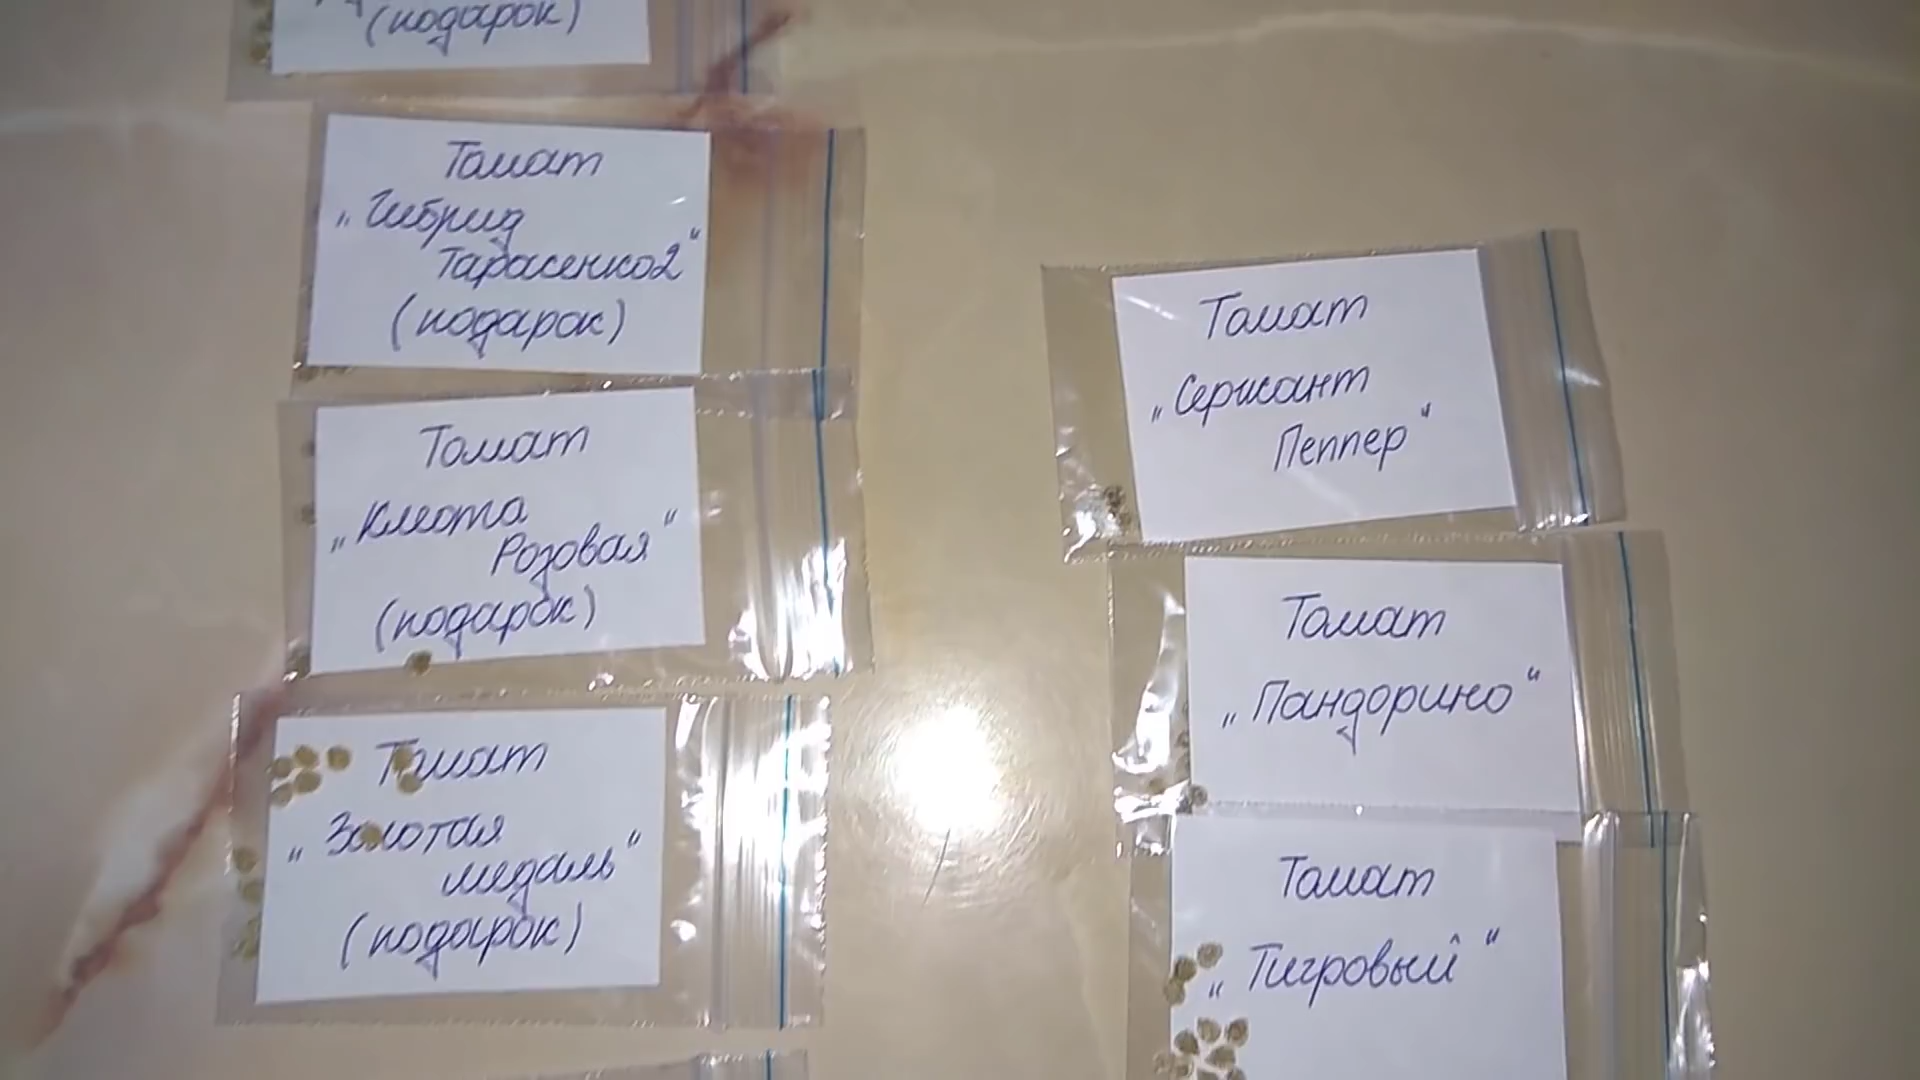 (подарок)
Томат
„Гибрид
Тарасенко2“
(подарок)
Томат
„Клеота
Розовая“
(подарок)
Томат
„Золотая
медаль“
(подарок)
Томат
„Сержант
Пеппер“
Томат
„Пандорино“
Томат
„Тигровый“